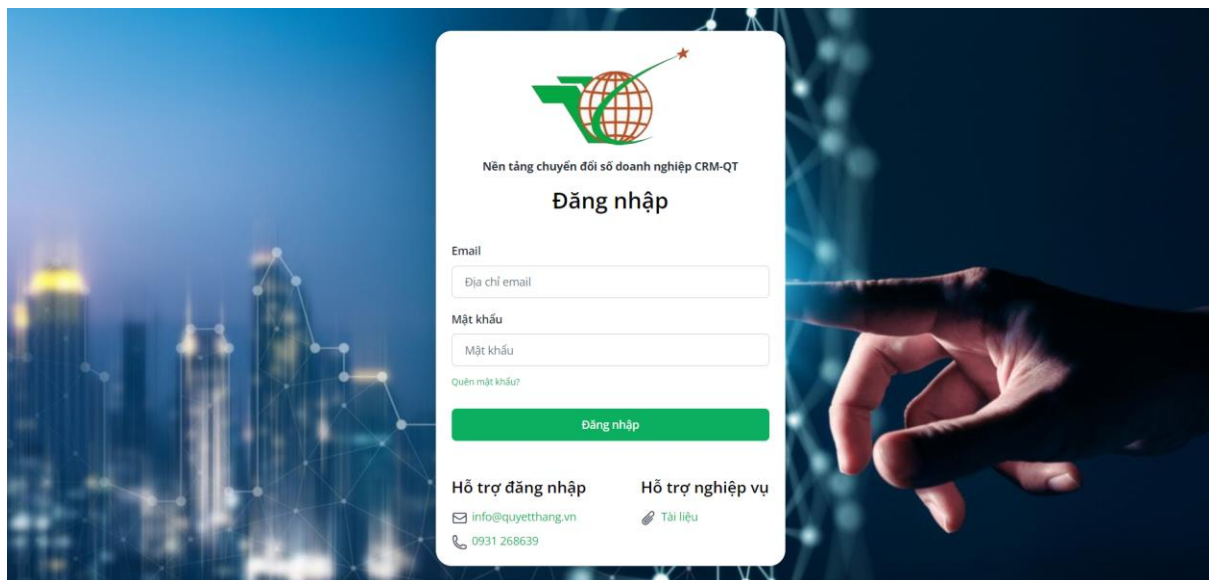 Nền tảng chuyển đổi số doanh nghiệp CRM-QT
Đăng nhập
Email
Địa chỉ email
Mật khẩu
Mật khẩu
Quên mật khẩu?
Đăng nhập
Hỗ trợ đăng nhập
Hỗ trợ nghiệp vụ
info@quyetthang.vn
Tài liệu
0931 268639